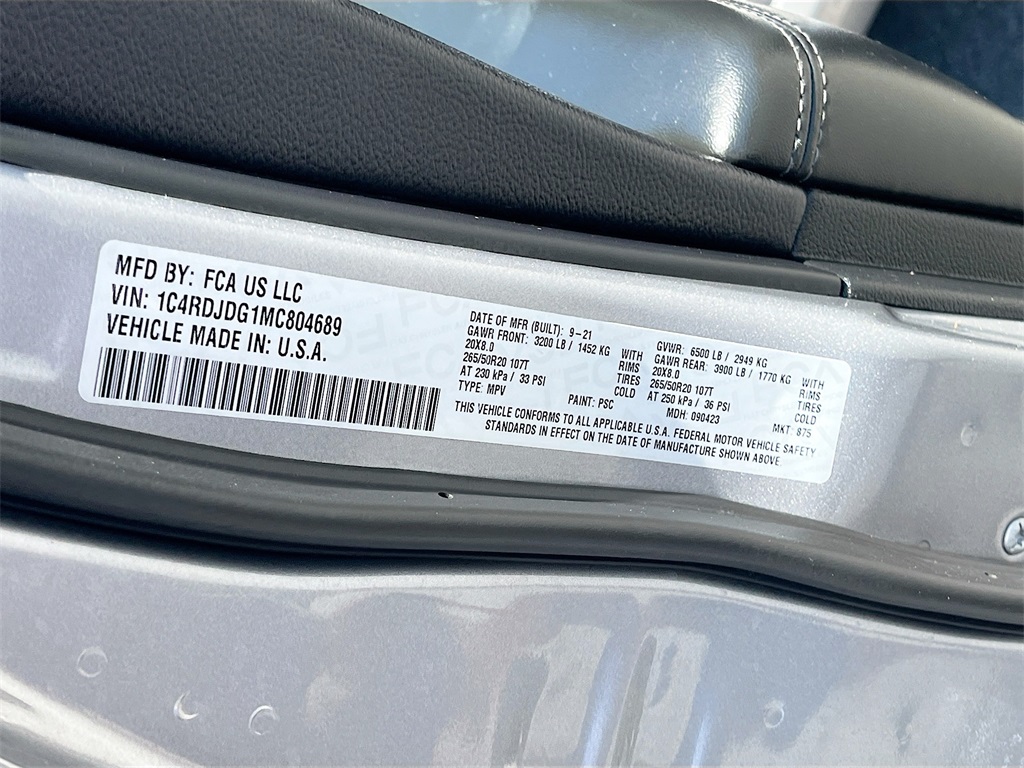 MFD BY: FCA US LLC
VIN: 1C4RDJDG1MC804689
VEHICLE MADE IN: U.S.A.
DATE OF MFR (BUILT): 9-21 GVWR: 6500 LB / 2949 KG
GAWR FRONT: 3200 LB / 1452 KG WITH GAWR REAR: 3900 LB / 1770 KG WITH
20X8.0 RIMS 20X8.0 RIMS
265/50R20 107T TIRES 265/50R20 107T TIRES
AT 230 kPa / 33 PSI COLD AT 250 kPa / 36 PSI COLD
TYPE: MPV PAINT: PSC MDH: 090423 MKT: 875
THIS VEHICLE CONFORMS TO ALL APPLICABLE U.S.A. FEDERAL MOTOR VEHICLE SAFETY
STANDARDS IN EFFECT ON THE DATE OF MANUFACTURE SHOWN ABOVE.